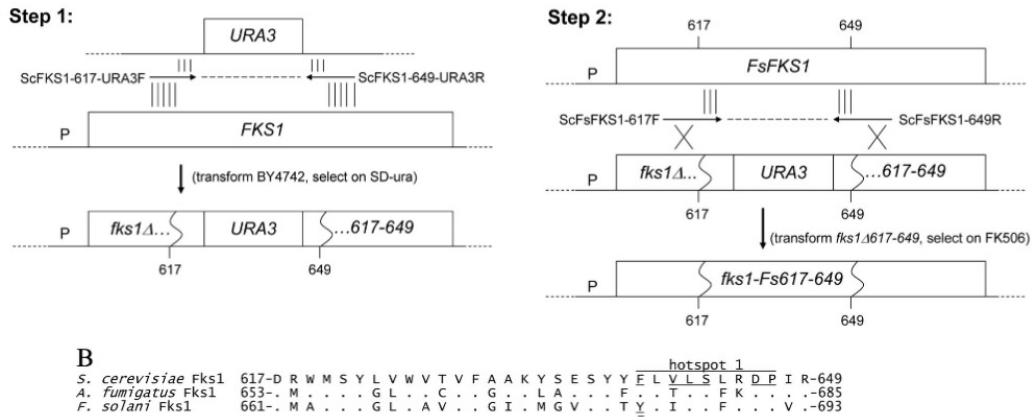 Step 1:
URA3
ScFKS1-617-URA3F
ScFKS1-649-URA3R
P
FKS1
(transform BY4742, select on SD-ura)
P
fks1Δ...
URA3
...617-649
617
649
Step 2:
617
649
P
FsFKS1
ScFsFKS1-617F
ScFsFKS1-649R
P
fks1Δ...
URA3
...617-649
617
649
(transform fks1Δ617-649, select on FK506)
P
fks1-Fs617-649
617
649
B
hotspot 1
S. cerevisiae Fks1 617-D R W M S Y L V W V T V F A A K Y S E S Y Y F L V L S L R D P I R-649
A. fumigatus Fks1 653-. M . . . . G L . . C . . G . . L A . . . . F . . T . . F K . . . .-685
F. solani Fks1 661-. M A . . . G L . A V . . G I . M G V . . T Y . I . . F . . . V .-693